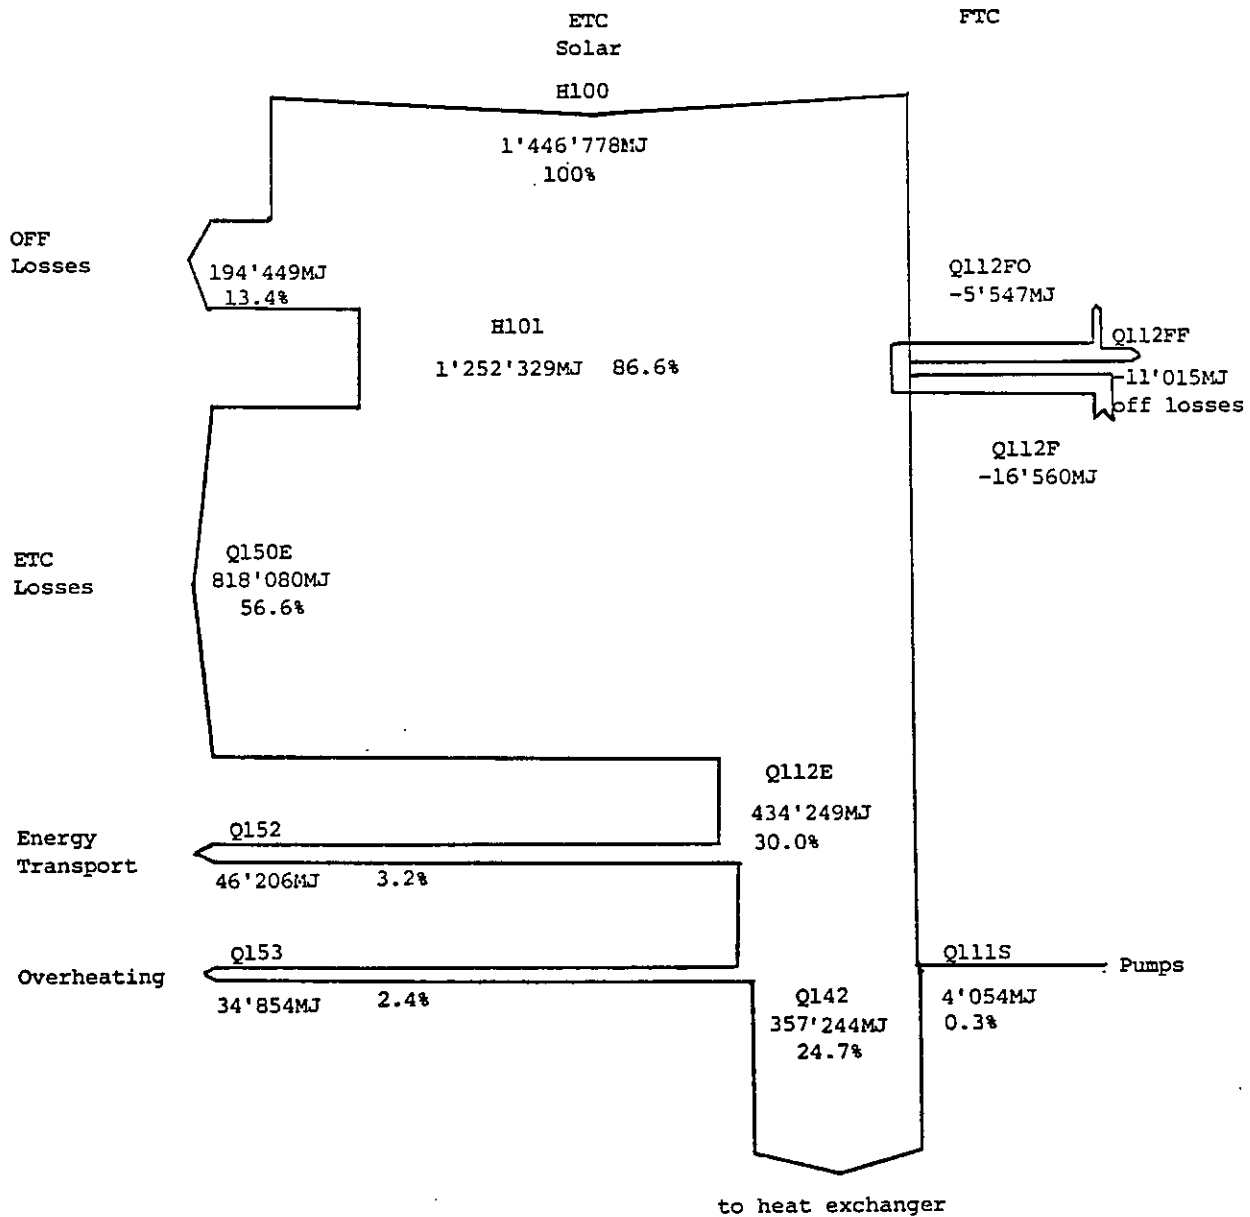 ETC
Solar
H100
FTC
1'446'778MJ
100%
OFF
Losses
194'449MJ
13.4%
H101
1'252'329MJ 86.6%
Q112FO
-5'547MJ
Q112FF
-11'015MJ
off losses
Q112F
-16'560MJ
ETC
Losses
Q150E
818'080MJ
56.6%
Q112E
434'249MJ
30.0%
Energy
Transport
Q152
46'206MJ 3.2%
Overheating
Q153
34'854MJ 2.4%
Q142
357'244MJ
24.7%
Q111S
4'054MJ
0.3%
Pumps
to heat exchanger